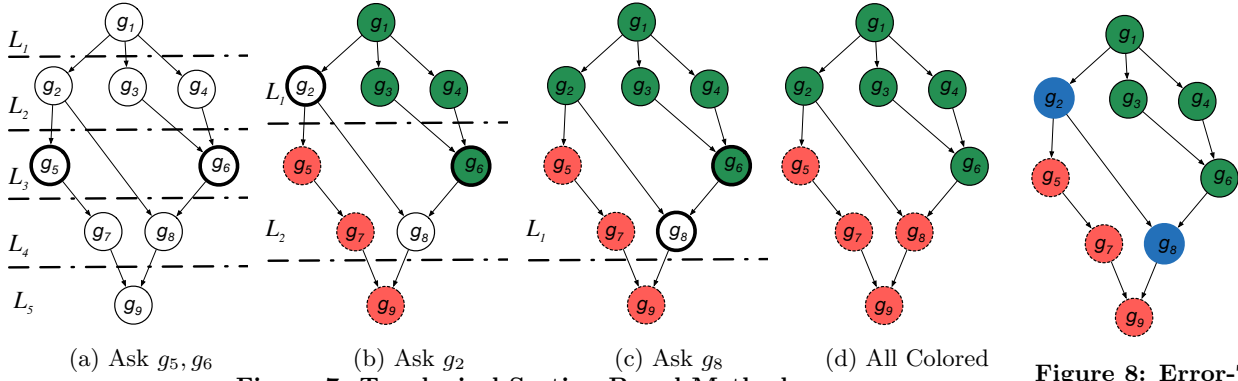 g1 g1 g1 g1 g1
L1
g2 g3 g4 g2 g3 g4 g2 g3 g4 g2 g3 g4 g2 g3 g4
L2 L1
g5 g6 g5 g6 g5 g6 g5 g6 g5 g6
L3
g7 g8 g7 g8 g7 g8 g7 g8 g7 g8
L4 L2 L1
g9 g9 g9 g9 g9
L5
(a) Ask g5, g6 (b) Ask g2 (c) Ask g8 (d) All Colored
Figure 8: Error-